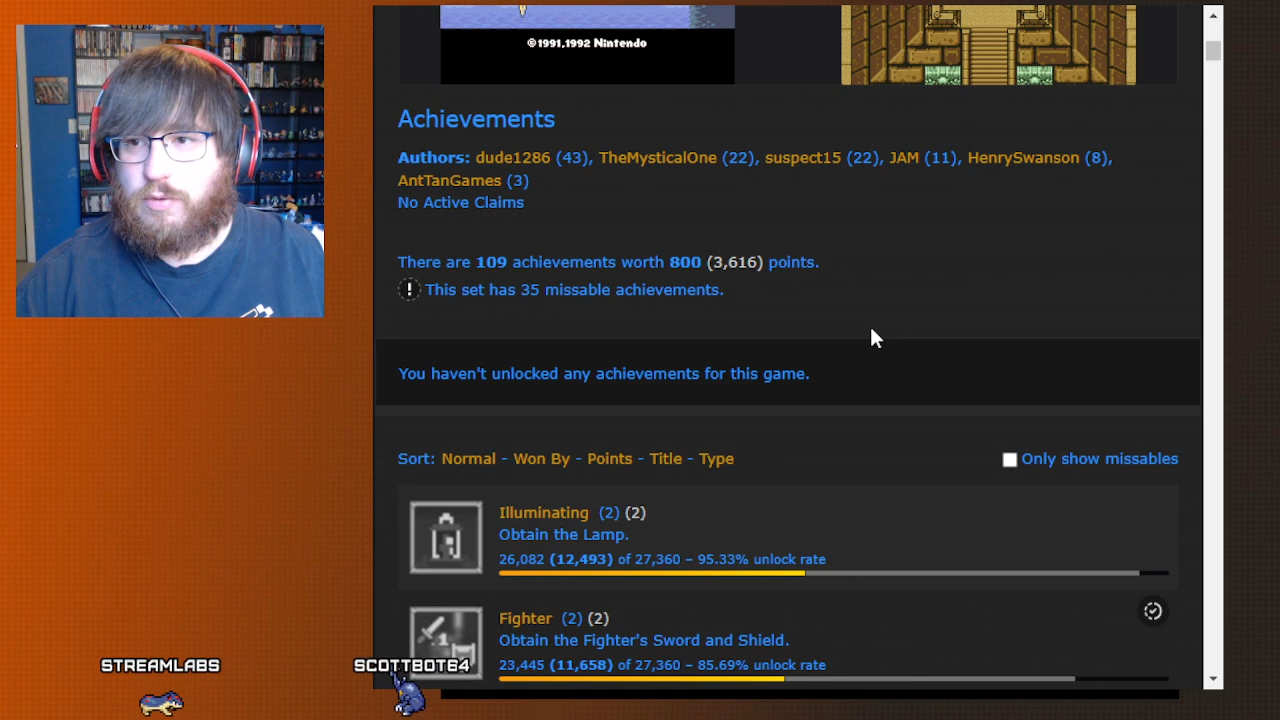 ©1991,1992 Nintendo
Achievements
Authors: dude1286 (43), TheMysticalOne (22), suspect15 (22), JAM (11), HenrySwanson (8),
AntTanGames (3)
No Active Claims
There are 109 achievements worth 800 (3,616) points.
! This set has 35 missable achievements.
You haven't unlocked any achievements for this game.
Sort: Normal - Won By - Points - Title - Type
Only show missables
Illuminating (2) (2)
Obtain the Lamp.
26,082 (12,493) of 27,360 – 95.33% unlock rate
Fighter (2) (2)
Obtain the Fighter's Sword and Shield.
23,445 (11,658) of 27,360 – 85.69% unlock rate
STREAMLABS
SCOTTBOT64